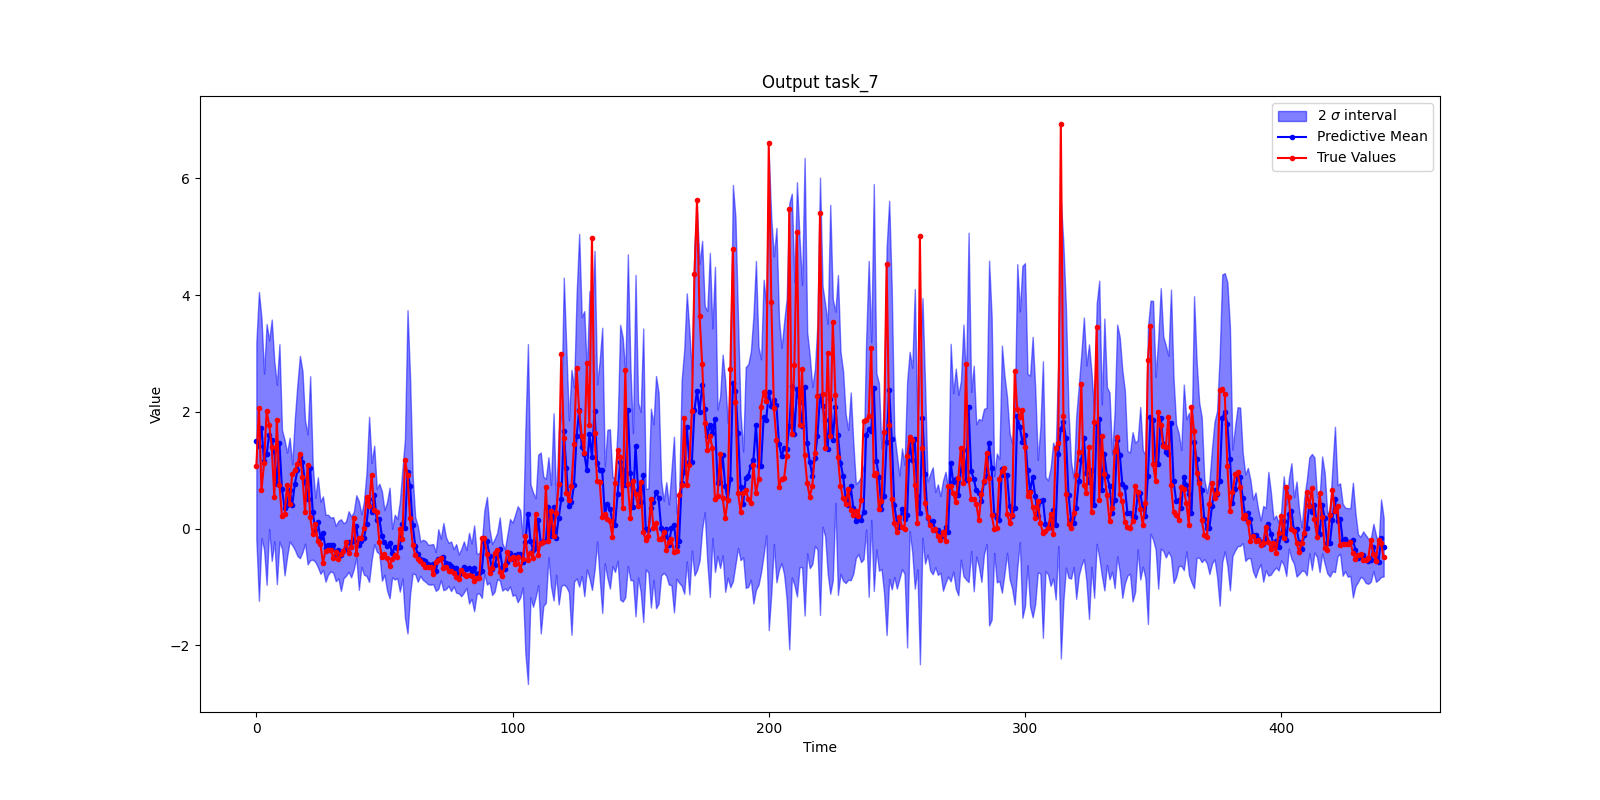 Output task_7
2 σ interval
Predictive Mean
True Values
Value
6
4
2
0
−2
0 100 200 300 400
Time